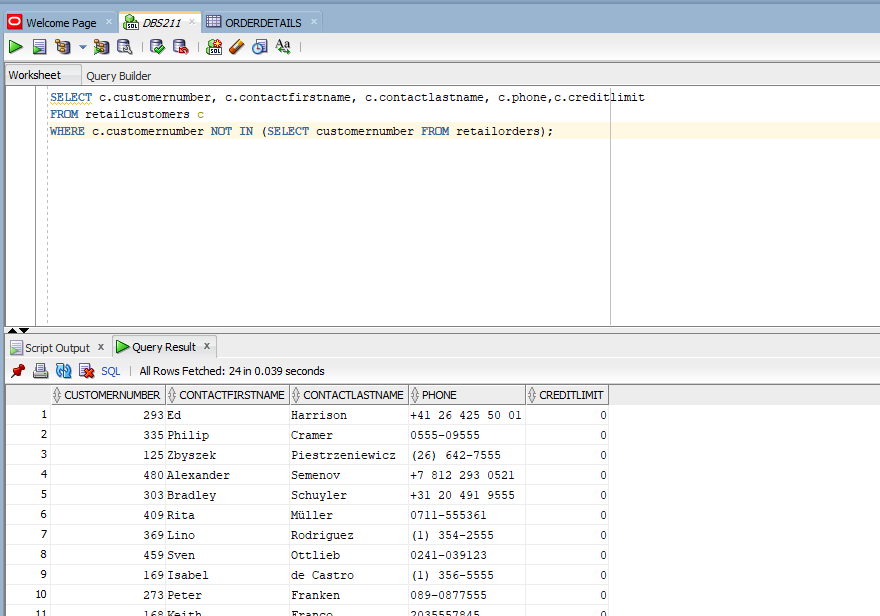 Welcome Page × DBS211 × ORDERDETAILS ×
SQL SQL Aa
Worksheet Query Builder
SELECT c.customernumber, c.contactfirstname, c.contactlastname, c.phone,c.creditlimit
FROM retailcustomers c
WHERE c.customernumber NOT IN (SELECT customernumber FROM retailorders);
Script Output x Query Result x
SQL | All Rows Fetched: 24 in 0.039 seconds
CUSTOMERNUMBER CONTACTFIRSTNAME CONTACTLASTNAME PHONE CREDITLIMIT
1 293 Ed Harrison +41 26 425 50 01 0
2 335 Philip Cramer 0555-09555 0
3 125 Zbyszek Piestrzeniewicz (26) 642-7555 0
4 480 Alexander Semenov +7 812 293 0521 0
5 303 Bradley Schuyler +31 20 491 9555 0
6 409 Rita Müller 0711-555361 0
7 369 Lino Rodriguez (1) 354-2555 0
8 459 Sven Ottlieb 0241-039123 0
9 169 Isabel de Castro (1) 356-5555 0
10 273 Peter Franken 089-0877555 0
11 168 Keith Franco 2035557845 0